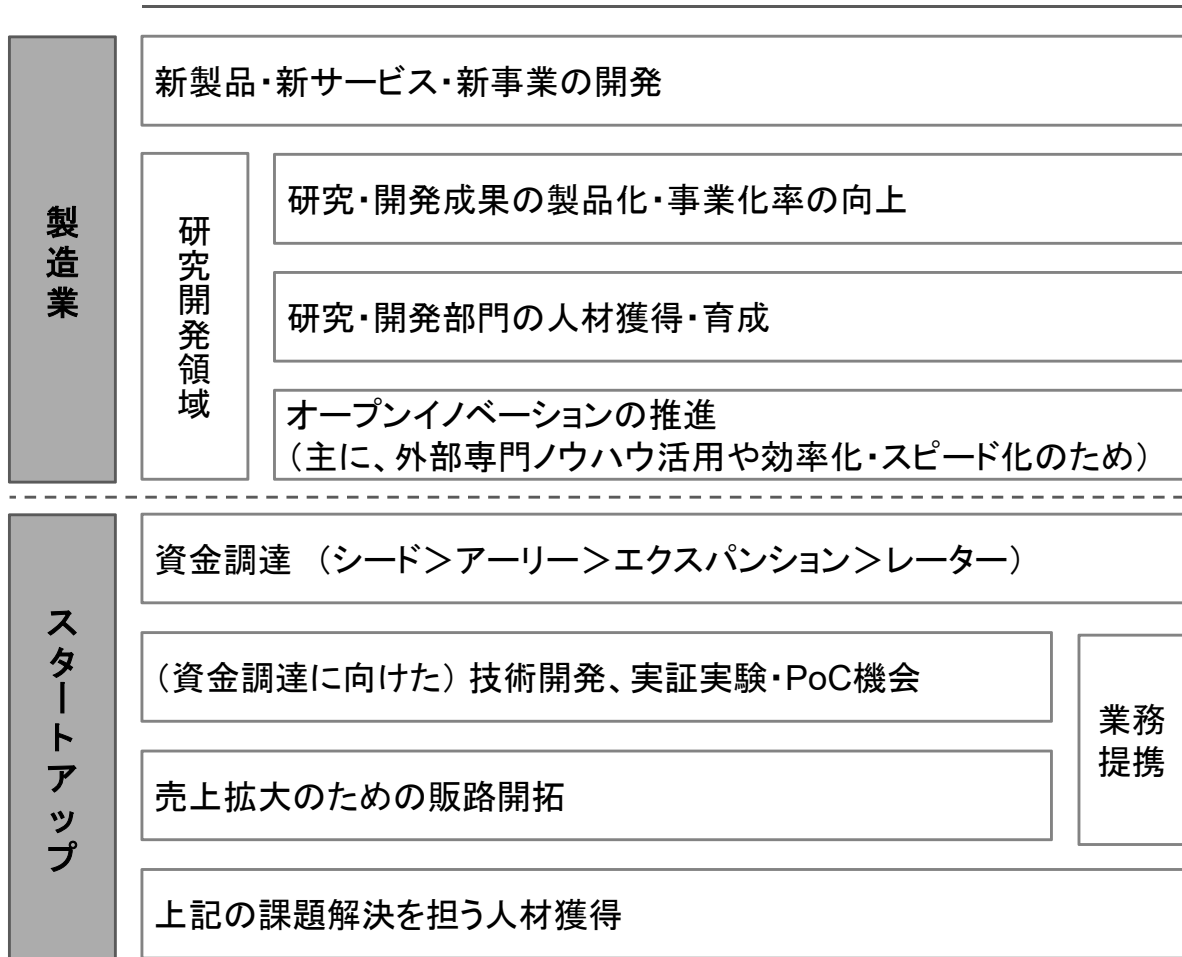 製造業
新製品・新サービス・新事業の開発
研究開発領域
研究・開発成果の製品化・事業化率の向上
研究・開発部門の人材獲得・育成
オープンイノベーションの推進
（主に、外部専門ノウハウ活用や効率化・スピード化のため）
スタートアップ
資金調達　（シード＞アーリー＞エクスパンション＞レーター）
（資金調達に向けた）技術開発、実証実験・PoC機会
売上拡大のための販路開拓
業務
提携
上記の課題解決を担う人材獲得